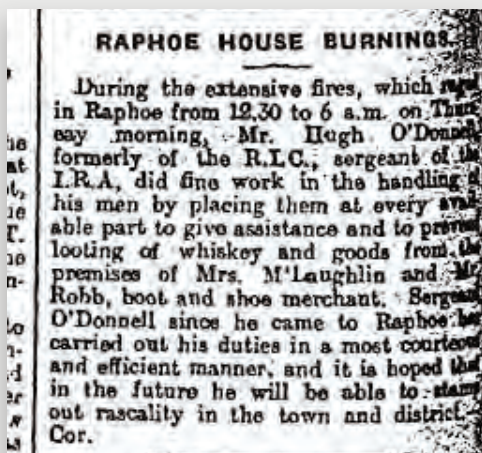 RAPHOE HOUSE BURNINGS.
During the extensive fires, which
in Raphoe from 12.30 to 6 a.m. on Thurs
eay morning, Mr. Hugh O'Donnell
formerly of the R.I.C., sergeant of the
I.R.A, did fine work in the handling of
his men by placing them at every avail
able part to give assistance and to prevent
looting of whiskey and goods from the
premises of Mrs. M'Laughlin and Mr.
Robb, boot and shoe merchant. Sergeant
O'Donnell since he came to Raphoe has
carried out his duties in a most courteous
and efficient manner, and it is hoped that
in the future he will be able to stamp
out rascality in the town and district.
Cor.